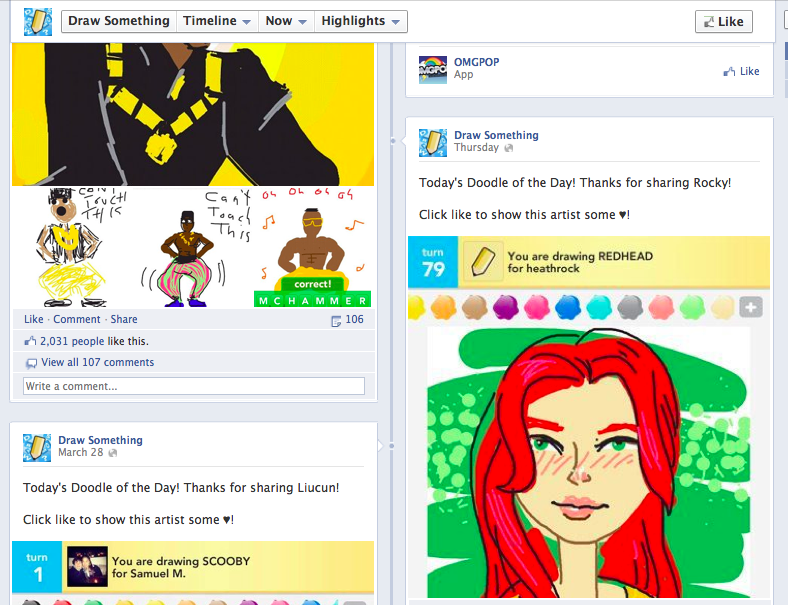 Draw Something
Timeline
Now
Highlights
Like
CAN'T
TOUCH
THIS
Can't
Touch
This
oh oh oh oh
correct!
MCHAMMER
Like · Comment · Share
106
2,031 people like this.
View all 107 comments
Write a comment...
Draw Something
March 28
Today's Doodle of the Day! Thanks for sharing Liucun!
Click like to show this artist some ♥!
turn
1
You are drawing SCOOBY
for Samuel M.
OMGPOP
App
Like
Draw Something
Thursday
Today's Doodle of the Day! Thanks for sharing Rocky!
Click like to show this artist some ♥!
turn
79
You are drawing REDHEAD
for heathrock